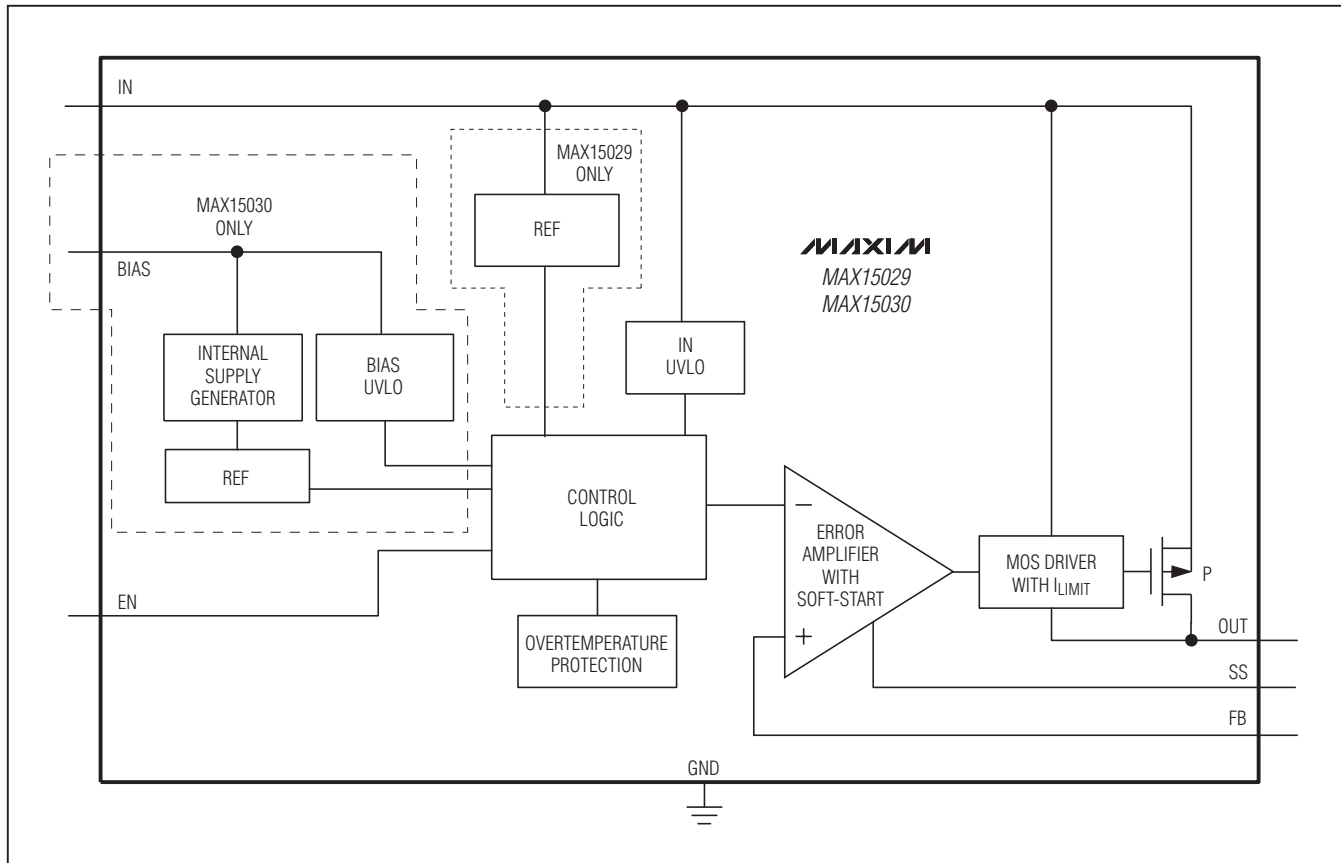 IN
MAX15029
ONLY
REF
MAX15030
ONLY
BIAS
INTERNAL
SUPPLY
GENERATOR
BIAS
UVLO
REF
IN
UVLO
MAXIM
MAX15029
MAX15030
CONTROL
LOGIC
EN
OVERTEMPERATURE
PROTECTION
−
ERROR
AMPLIFIER
WITH
SOFT-START
+
MOS DRIVER
WITH ILIMIT
P
OUT
SS
FB
GND